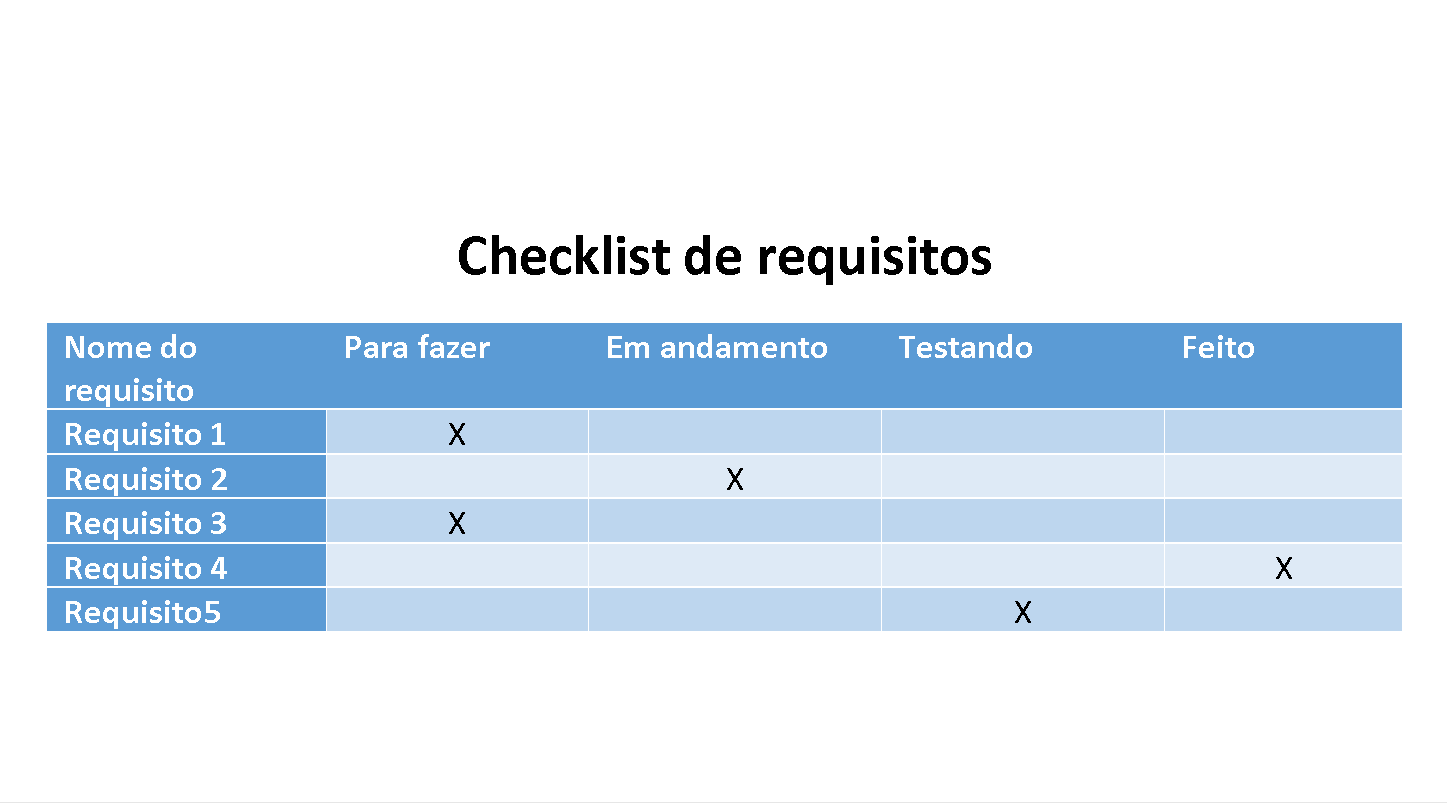 Checklist de requisitos
Nome do Para fazer Em andamento Testando Feito
requisito
Requisito 1 X
Requisito 2 X
Requisito 3 X
Requisito 4 X
Requisito5 X